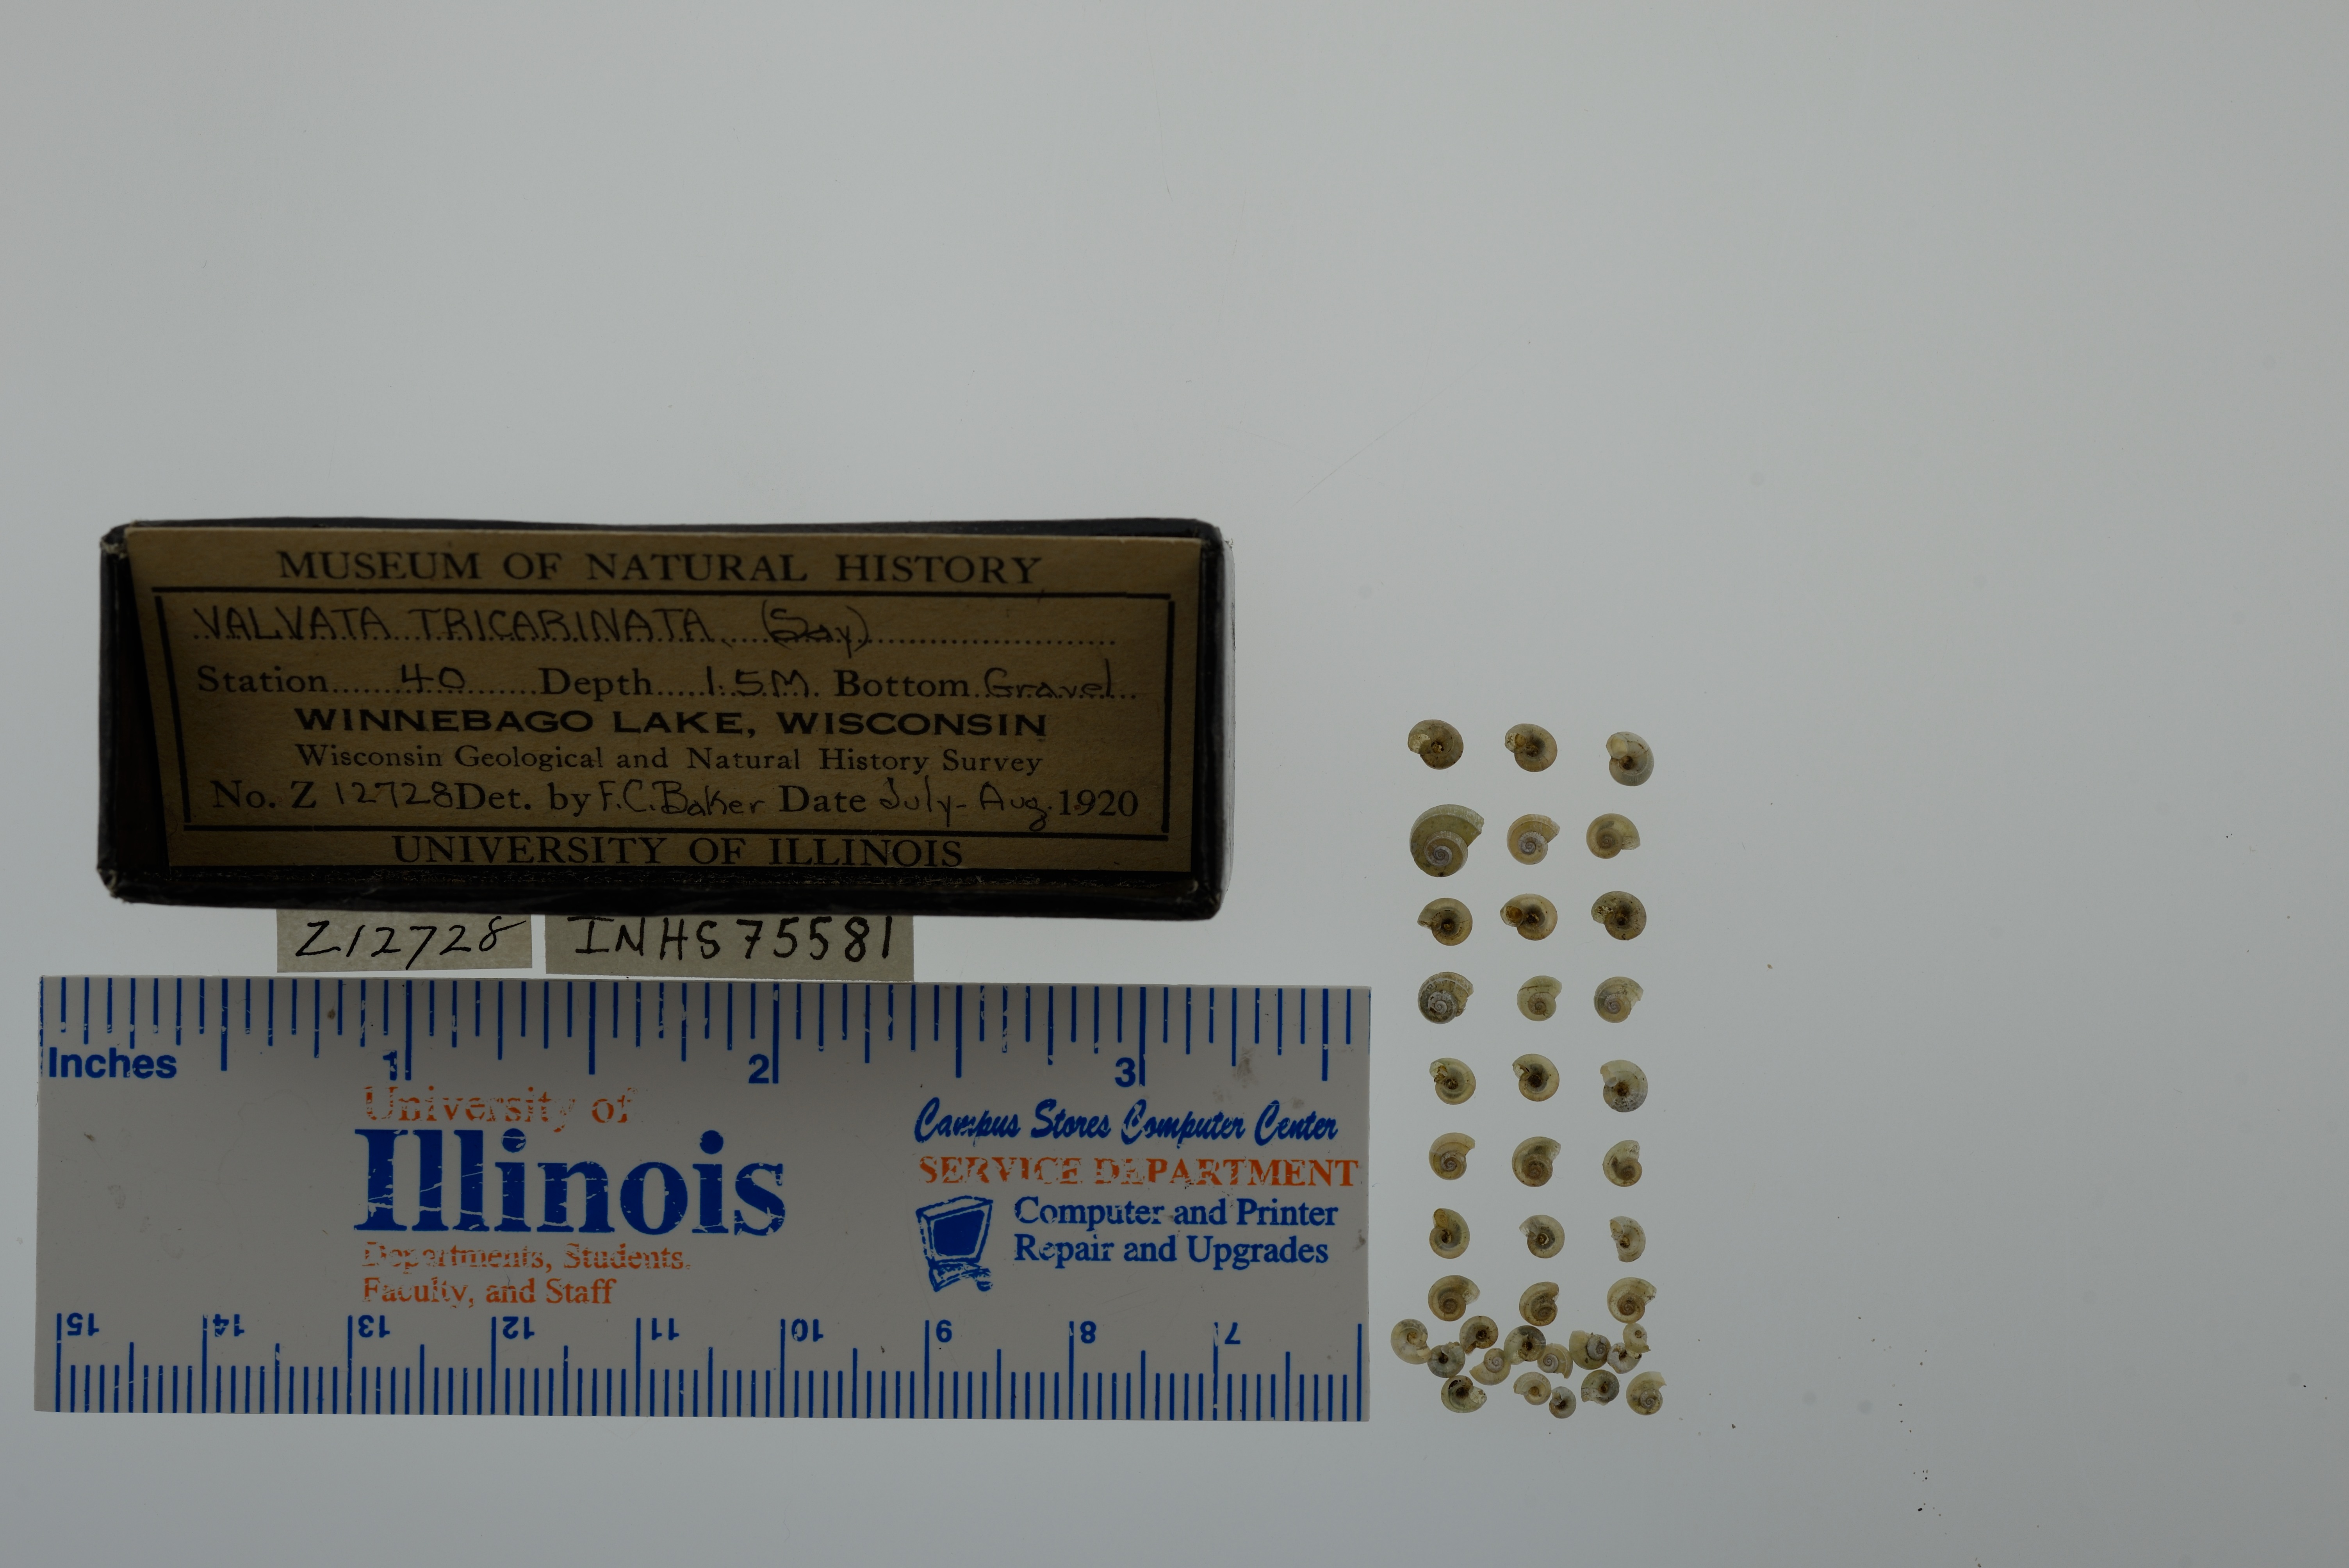 MUSEUM OF NATURAL HISTORY
VALVATA TRICARINATA (Say)
Station 40 Depth 1.5M. Bottom Gravel
WINNEBAGO LAKE, WISCONSIN
Wisconsin Geological and Natural History Survey
No. Z 12728 Det. by F.C. Baker Date July-Aug. 1920
UNIVERSITY OF ILLINOIS
Z12728 INHS 75581
Inches 1 2 3
University of
Illinois
Departments, Students,
Faculty, and Staff
Campus Stores Computer Center
SERVICE DEPARTMENT
Computer and Printer
Repair and Upgrades
15 14 13 12 11 10 9 8 7